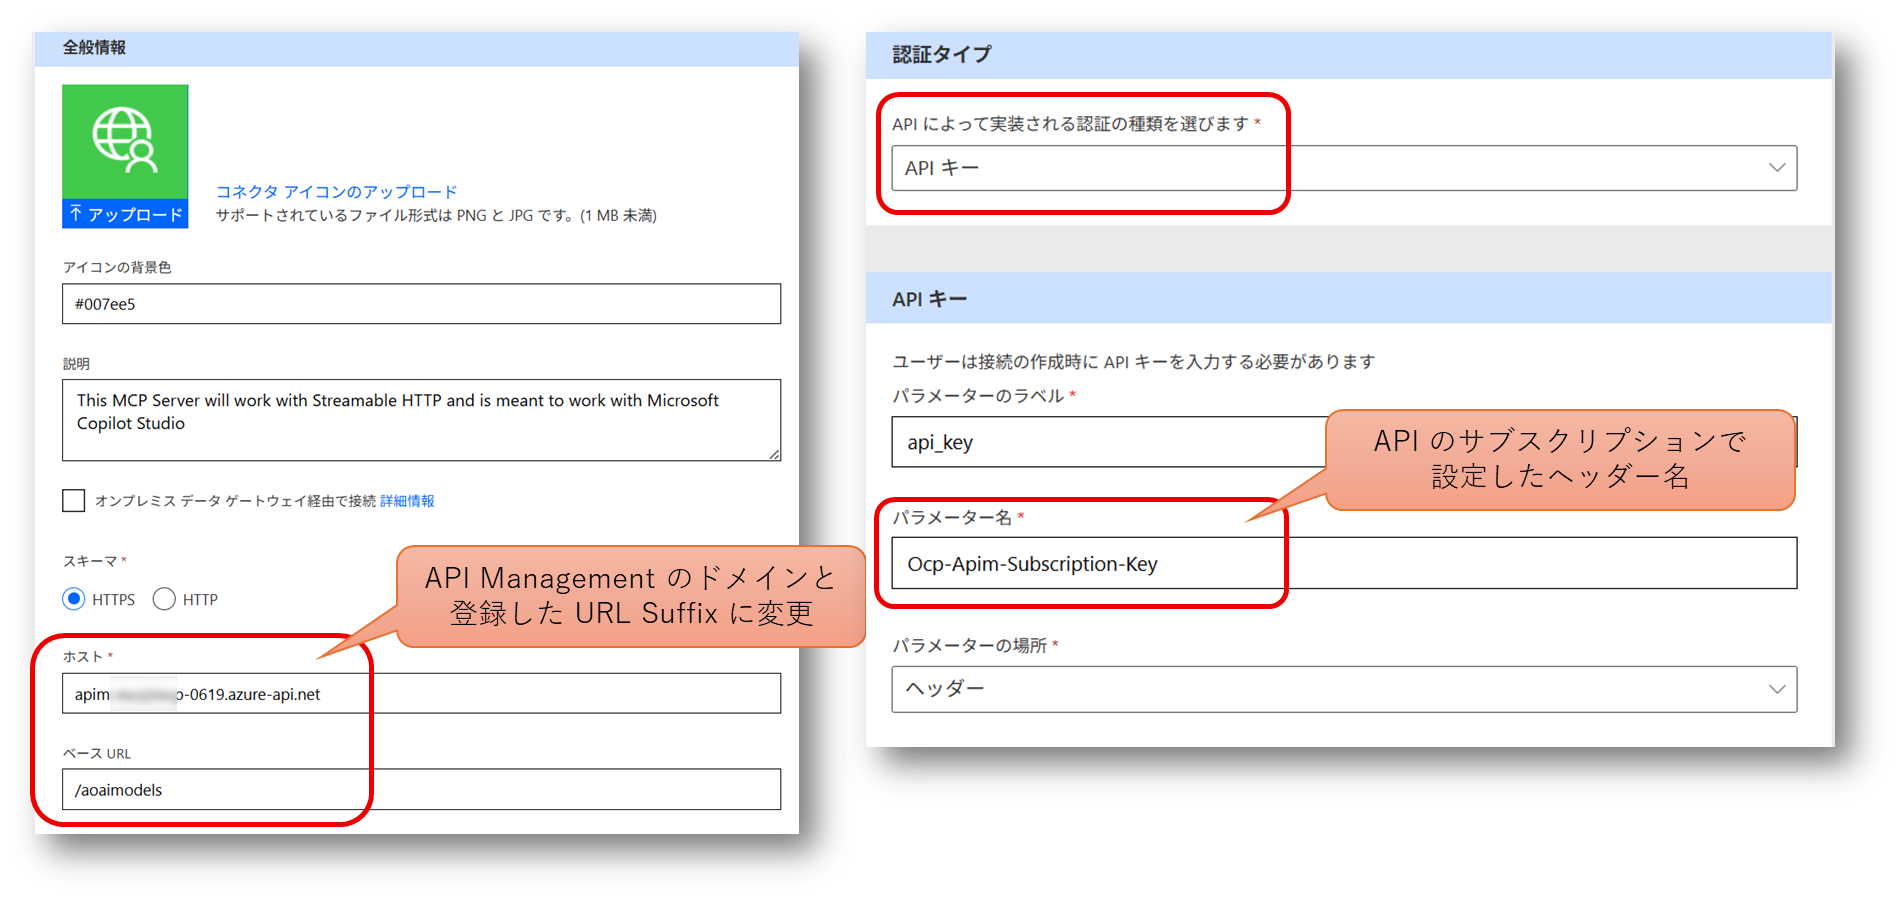 全般情報
アップロード
コネクタ アイコンのアップロード
サポートされているファイル形式は PNG と JPG です。(1 MB 未満)
アイコンの背景色
#007ee5
説明
This MCP Server will work with Streamable HTTP and is meant to work with Microsoft
Copilot Studio
オンプレミス データ ゲートウェイ経由で接続 詳細情報
スキーマ *
HTTPS HTTP
API Management のドメインと
登録した URL Suffix に変更
ホスト *
apim -0619.azure-api.net
ベース URL
/aoaimodels
認証タイプ
API によって実装される認証の種類を選びます *
API キー
API キー
ユーザーは接続の作成時に API キーを入力する必要があります
パラメーターのラベル *
api_key
API のサブスクリプションで
設定したヘッダー名
パラメーター名 *
Ocp-Apim-Subscription-Key
パラメーターの場所 *
ヘッダー